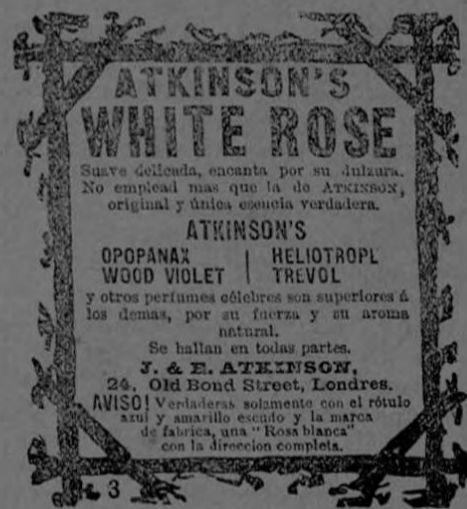 ATKINSON'S
WHITE ROSE
Suave delicada, encanta por su dulzura.
No emplead mas que la de ATKINSON,
original y única esencia verdadera.
ATKINSON'S
OPOPANAX | HELIOTROPE
WOOD VIOLET | TREVOL
y otros perfumes célebres son superiores á
los demas, por su fuerza y su aroma
natural.
Se hallan en todas partes.
J. & E. ATKINSON,
24, Old Bond Street, Londres.
AVISO! Verdaderas solamente con el rótulo
azul y amarillo escudo y la marca
de fabrica, una "Rosa blanca"
con la direccion completa.
3